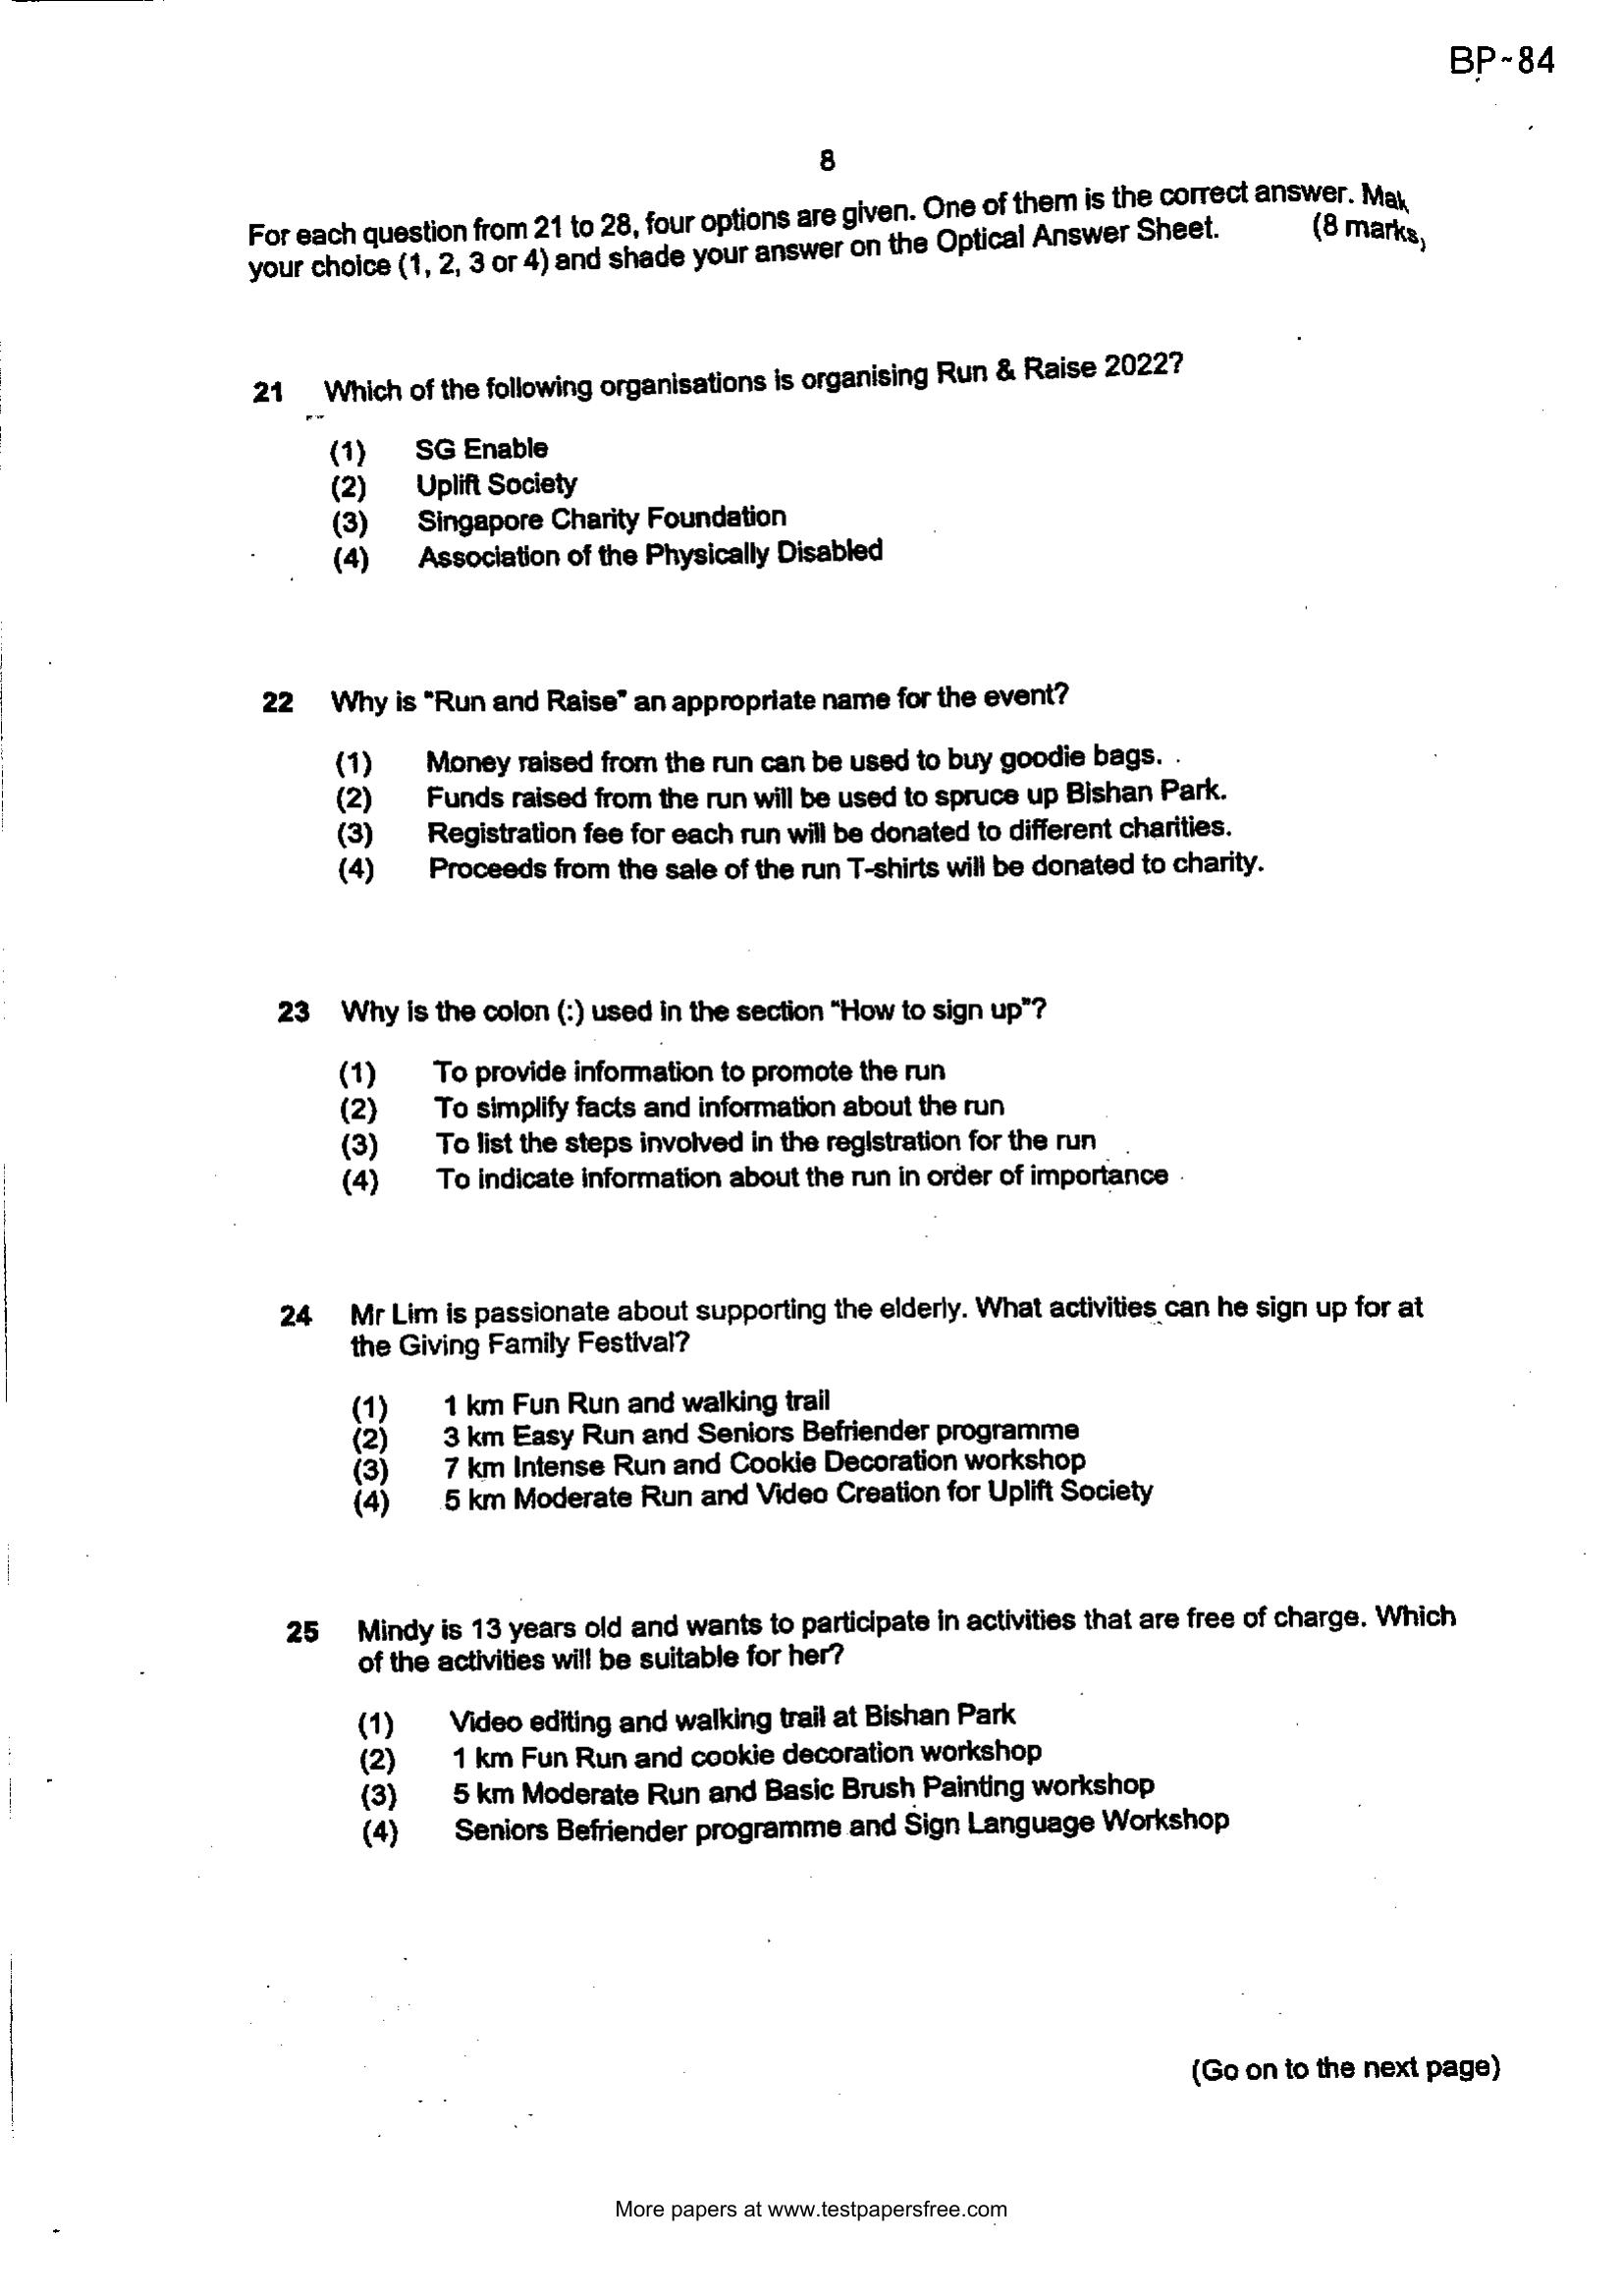 BP~84
8
For each question from 21 to 28, four options are given. One of them is the correct answer. Mak
your choice (1, 2, 3 or 4) and shade your answer on the Optical Answer Sheet. (8 marks)
21 Which of the following organisations is organising Run & Raise 2022?
(1) SG Enable
(2) Uplift Society
(3) Singapore Charity Foundation
(4) Association of the Physically Disabled
22 Why is "Run and Raise" an appropriate name for the event?
(1) Money raised from the run can be used to buy goodie bags.
(2) Funds raised from the run will be used to spruce up Bishan Park.
(3) Registration fee for each run will be donated to different charities.
(4) Proceeds from the sale of the run T-shirts will be donated to charity.
23 Why is the colon (:) used in the section "How to sign up"?
(1) To provide information to promote the run
(2) To simplify facts and information about the run
(3) To list the steps involved in the registration for the run
(4) To indicate information about the run in order of importance
24 Mr Lim is passionate about supporting the elderly. What activities can he sign up for at
the Giving Family Festival?
(1) 1 km Fun Run and walking trail
(2) 3 km Easy Run and Seniors Befriender programme
(3) 7 km Intense Run and Cookie Decoration workshop
(4) 5 km Moderate Run and Video Creation for Uplift Society
25 Mindy is 13 years old and wants to participate in activities that are free of charge. Which
of the activities will be suitable for her?
(1) Video editing and walking trail at Bishan Park
(2) 1 km Fun Run and cookie decoration workshop
(3) 5 km Moderate Run and Basic Brush Painting workshop
(4) Seniors Befriender programme and Sign Language Workshop
(Go on to the next page)
More papers at www.testpapersfree.com